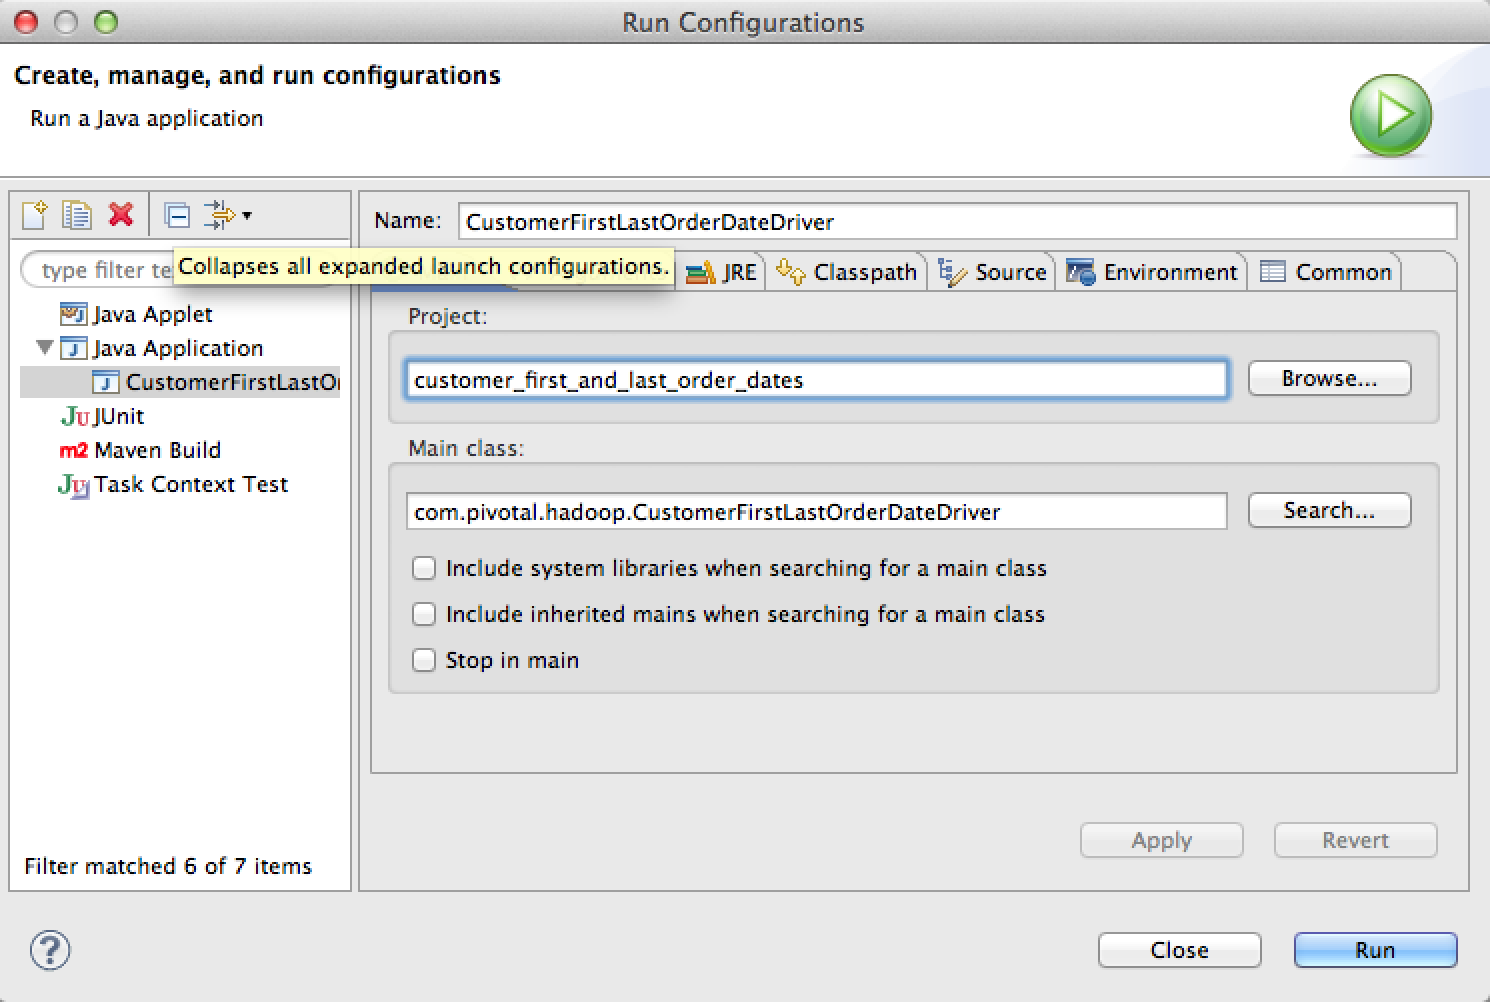 Run Configurations
Create, manage, and run configurations
Run a Java application
Name: CustomerFirstLastOrderDateDriver
type filter te
Collapses all expanded launch configurations.
JRE Classpath Source Environment Common
Java Applet
Java Application
CustomerFirstLastOr
JUnit
Maven Build
Task Context Test
Filter matched 6 of 7 items
Project:
customer_first_and_last_order_dates Browse...
Main class:
com.pivotal.hadoop.CustomerFirstLastOrderDateDriver Search...
Include system libraries when searching for a main class
Include inherited mains when searching for a main class
Stop in main
Apply Revert
Close Run